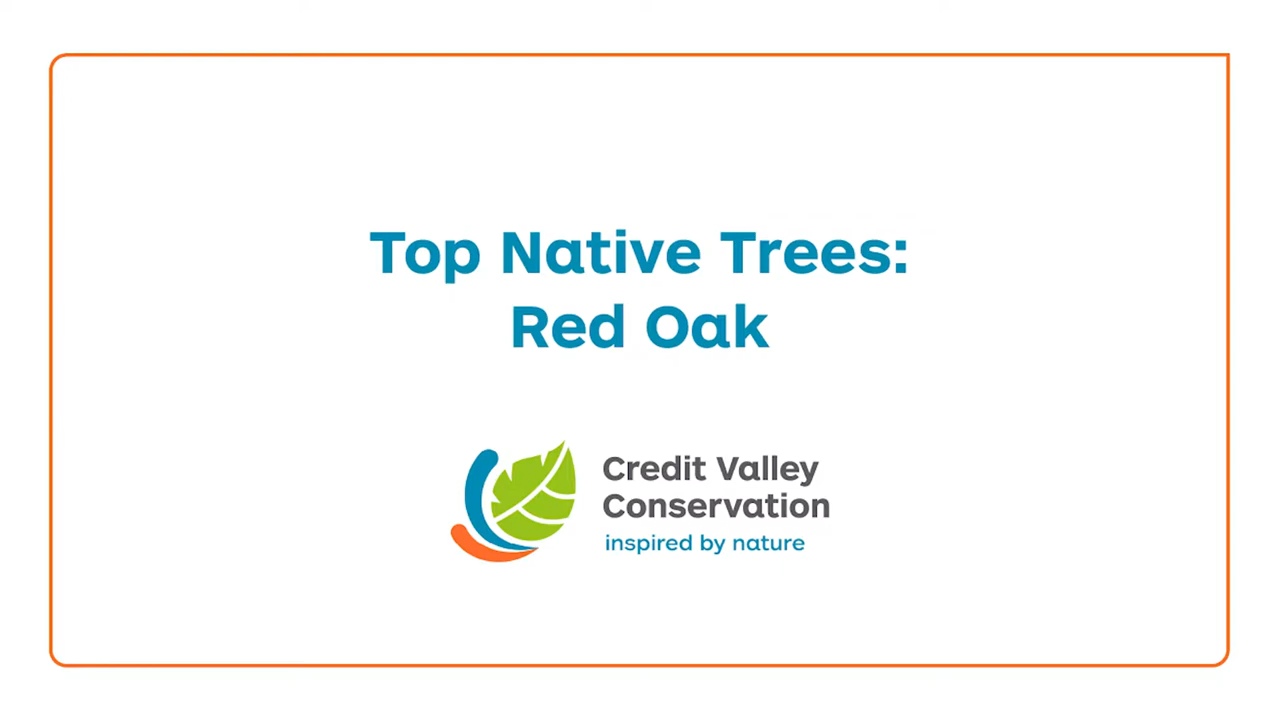 Top Native Trees:
Red Oak
Credit Valley
Conservation
inspired by nature